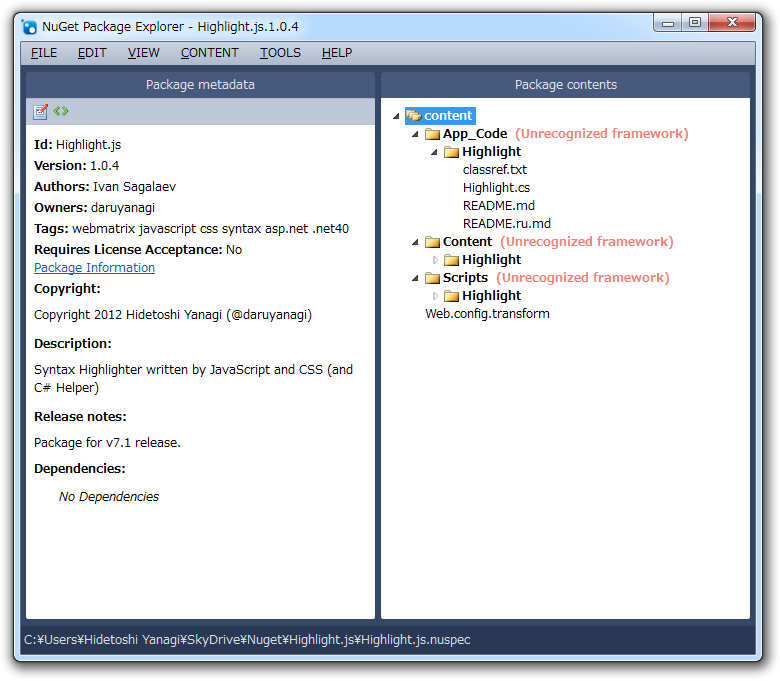 NuGet Package Explorer - Highlight.js.1.0.4
FILE EDIT VIEW CONTENT TOOLS HELP
Package metadata
Id: Highlight.js
Version: 1.0.4
Authors: Ivan Sagalaev
Owners: daruyanagi
Tags: webmatrix javascript css syntax asp.net .net40
Requires License Acceptance: No
Package Information
Copyright:
Copyright 2012 Hidetoshi Yanagi (@daruyanagi)
Description:
Syntax Highlighter written by JavaScript and CSS (and
C# Helper)
Release notes:
Package for v7.1 release.
Dependencies:
No Dependencies
Package contents
content
App_Code (Unrecognized framework)
Highlight
classref.txt
Highlight.cs
README.md
README.ru.md
Content (Unrecognized framework)
Highlight
Scripts (Unrecognized framework)
Highlight
Web.config.transform
C:¥Users¥Hidetoshi Yanagi¥SkyDrive¥Nuget¥Highlight.js¥Highlight.js.nuspec